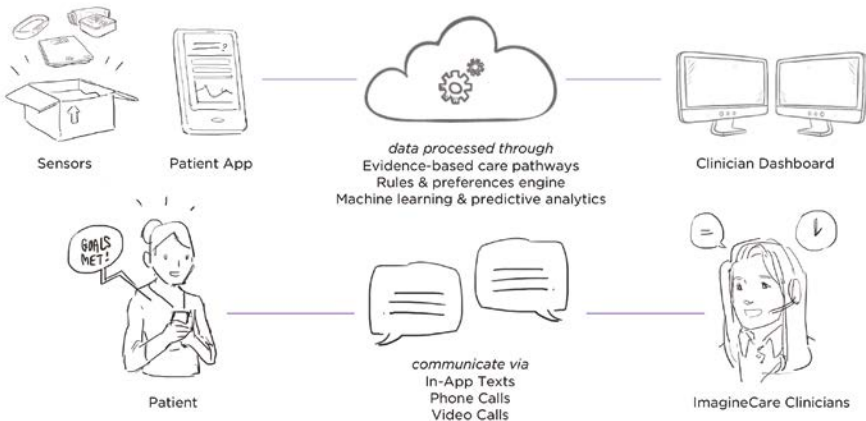 Sensors
Patient App
data processed through
Evidence-based care pathways
Rules & preferences engine
Machine learning & predictive analytics
Clinician Dashboard
GOALS
MET!
Patient
communicate via
In-App Texts
Phone Calls
Video Calls
ImagineCare Clinicians